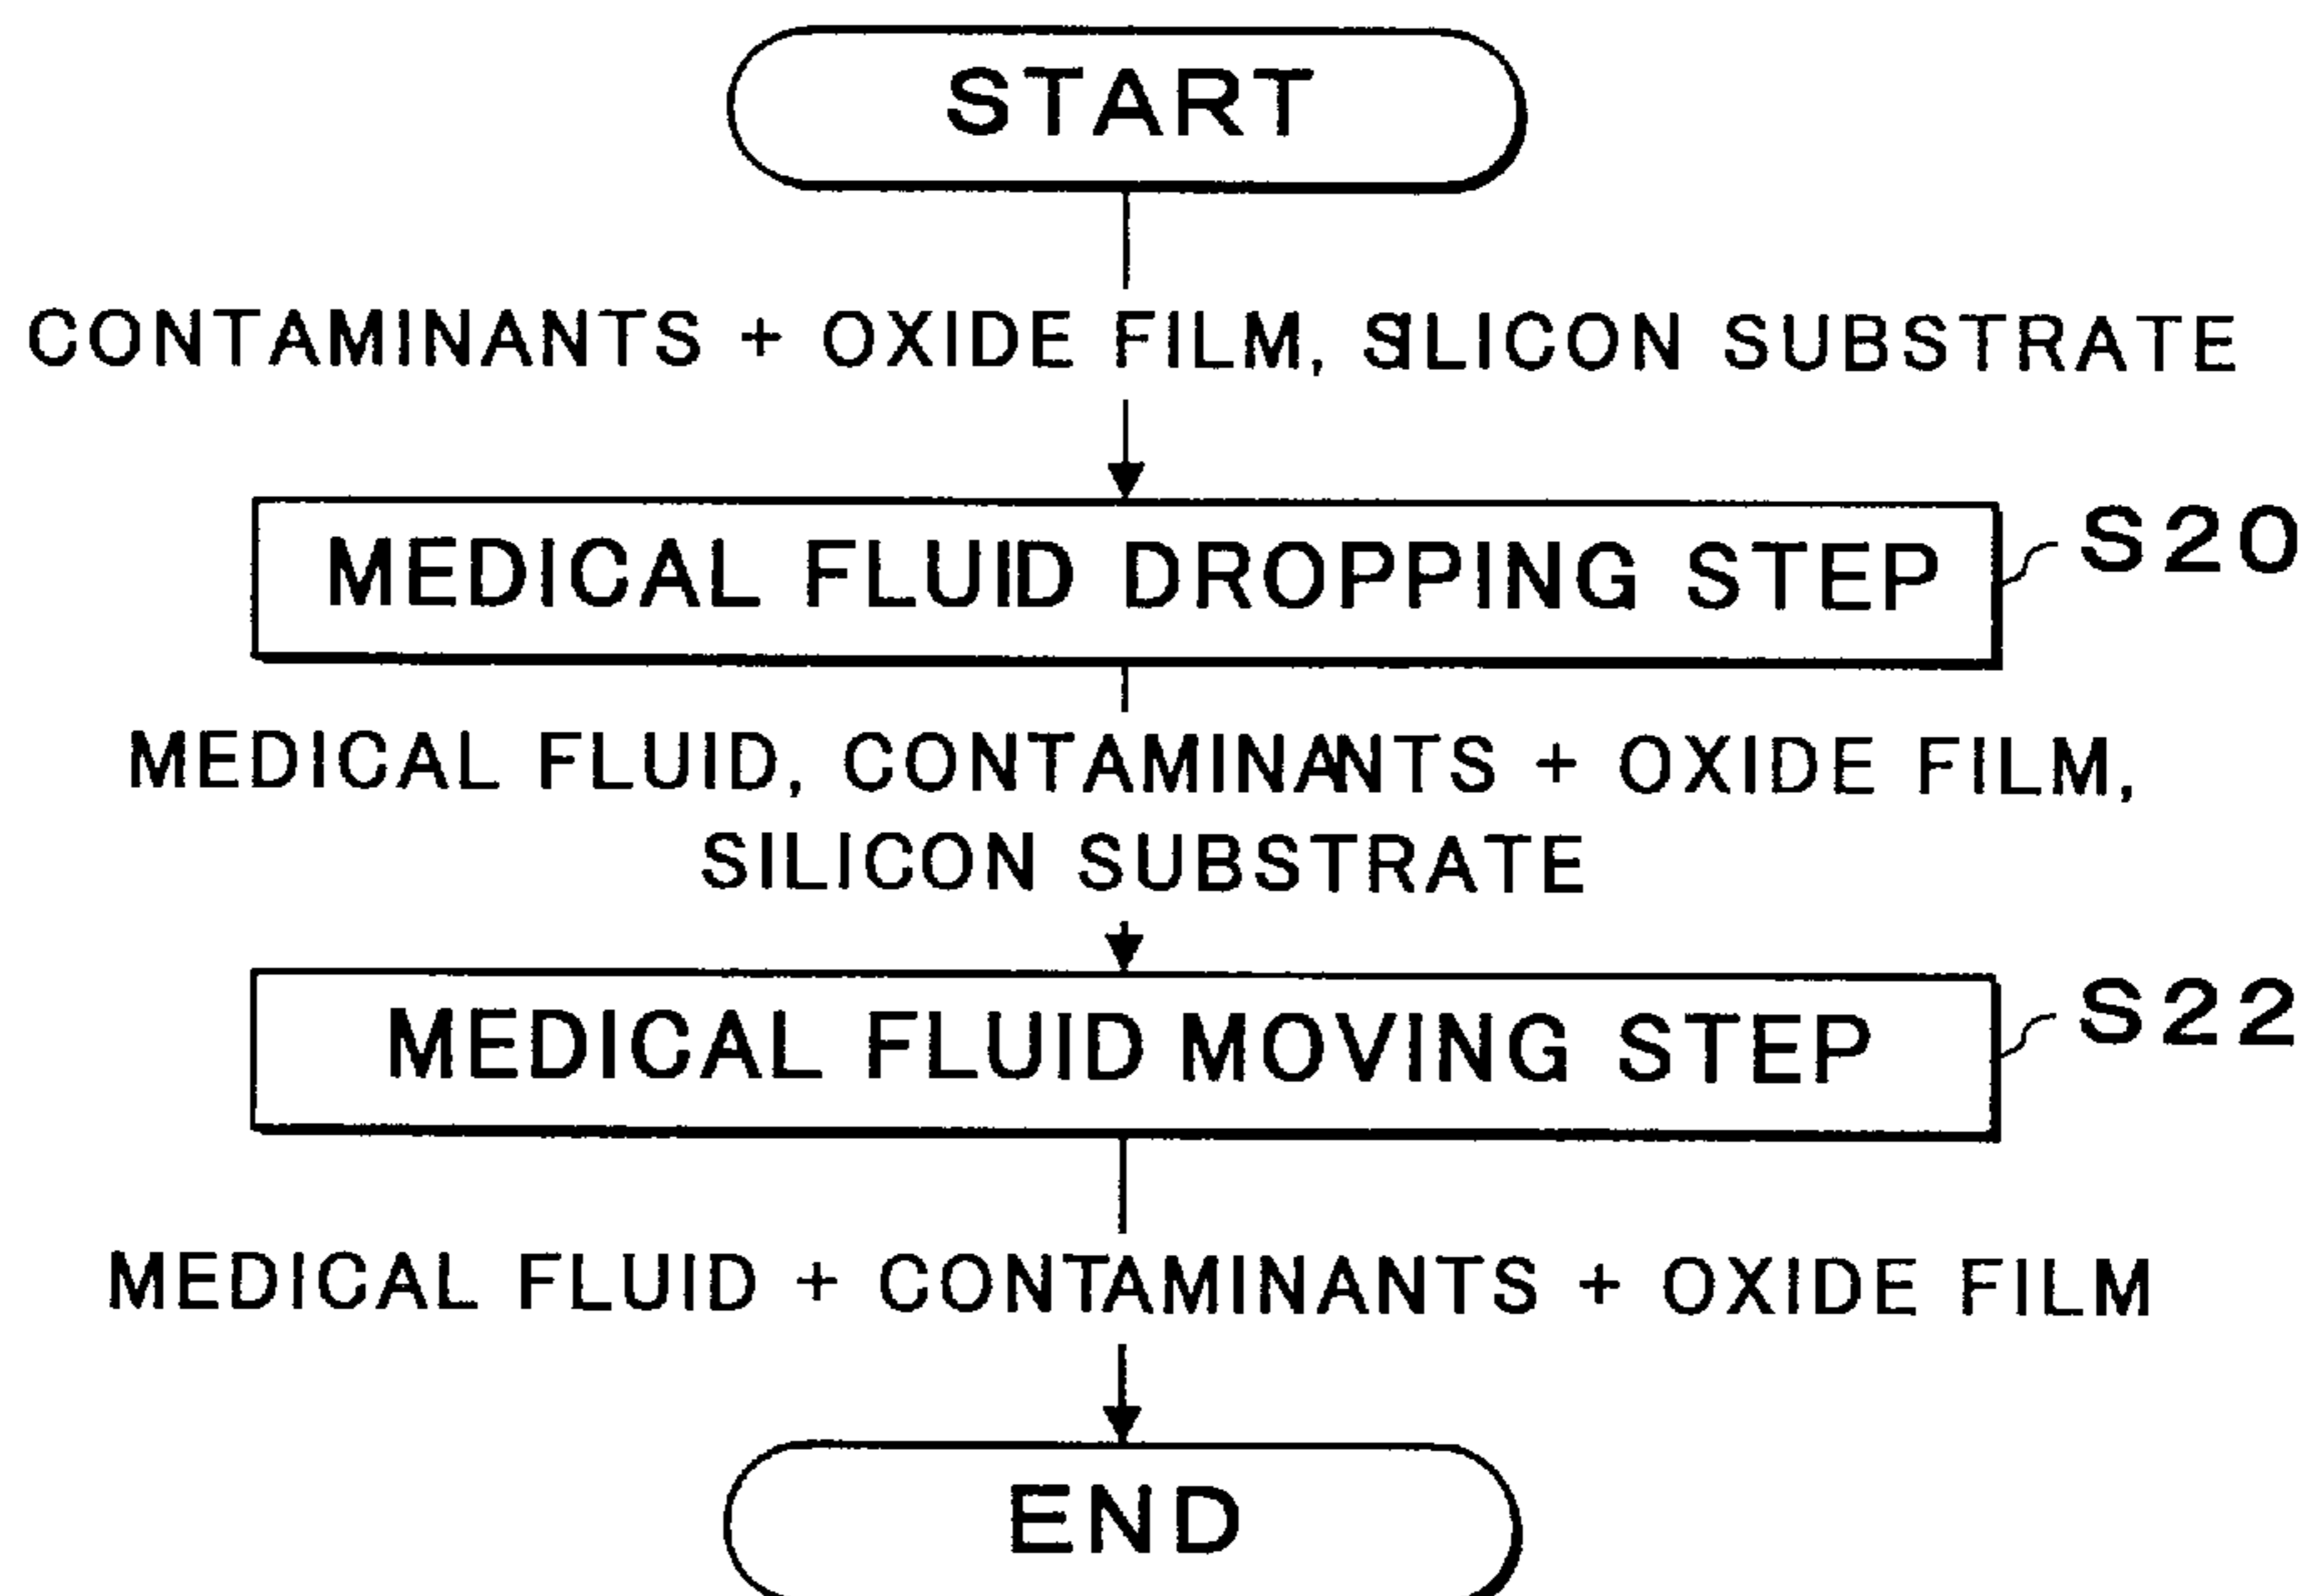 START
CONTAMINANTS + OXIDE FILM, SILICON SUBSTRATE
MEDICAL FLUID DROPPING STEP
S20
MEDICAL FLUID, CONTAMINANTS + OXIDE FILM,
SILICON SUBSTRATE
MEDICAL FLUID MOVING STEP
S22
MEDICAL FLUID + CONTAMINANTS + OXIDE FILM
END